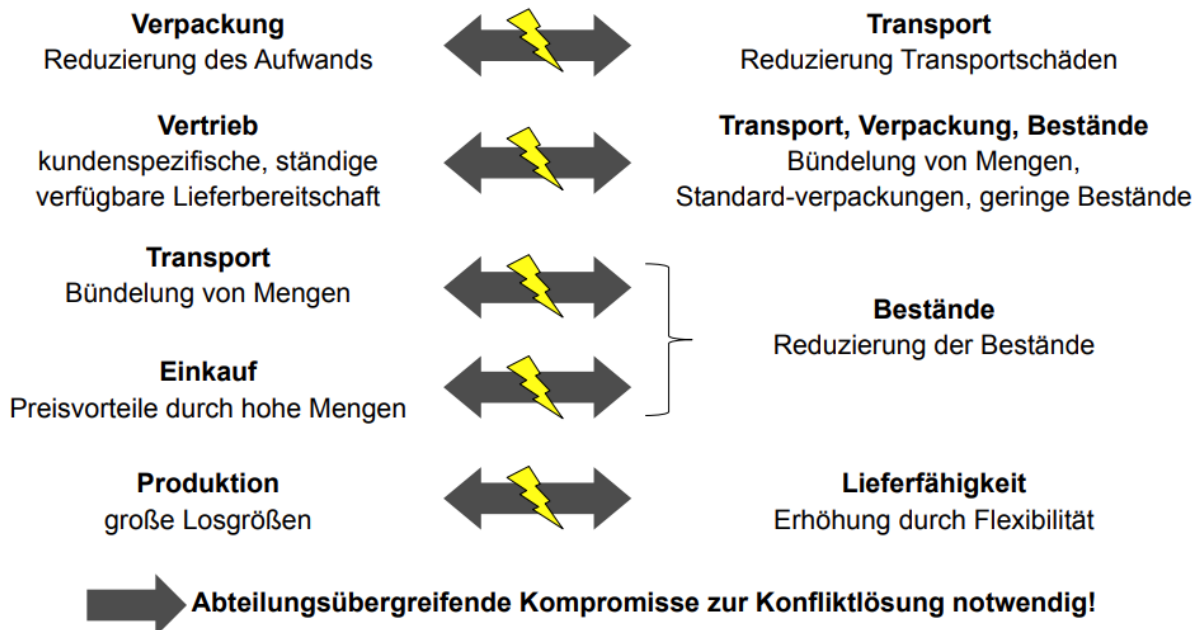 Verpackung
Reduzierung des Aufwands
Transport
Reduzierung Transportschäden
Vertrieb
kundenspezifische, ständige
verfügbare Lieferbereitschaft
Transport, Verpackung, Bestände
Bündelung von Mengen,
Standard-verpackungen, geringe Bestände
Transport
Bündelung von Mengen
Einkauf
Preisvorteile durch hohe Mengen
Bestände
Reduzierung der Bestände
Produktion
große Losgrößen
Lieferfähigkeit
Erhöhung durch Flexibilität
Abteilungsübergreifende Kompromisse zur Konfliktlösung notwendig!